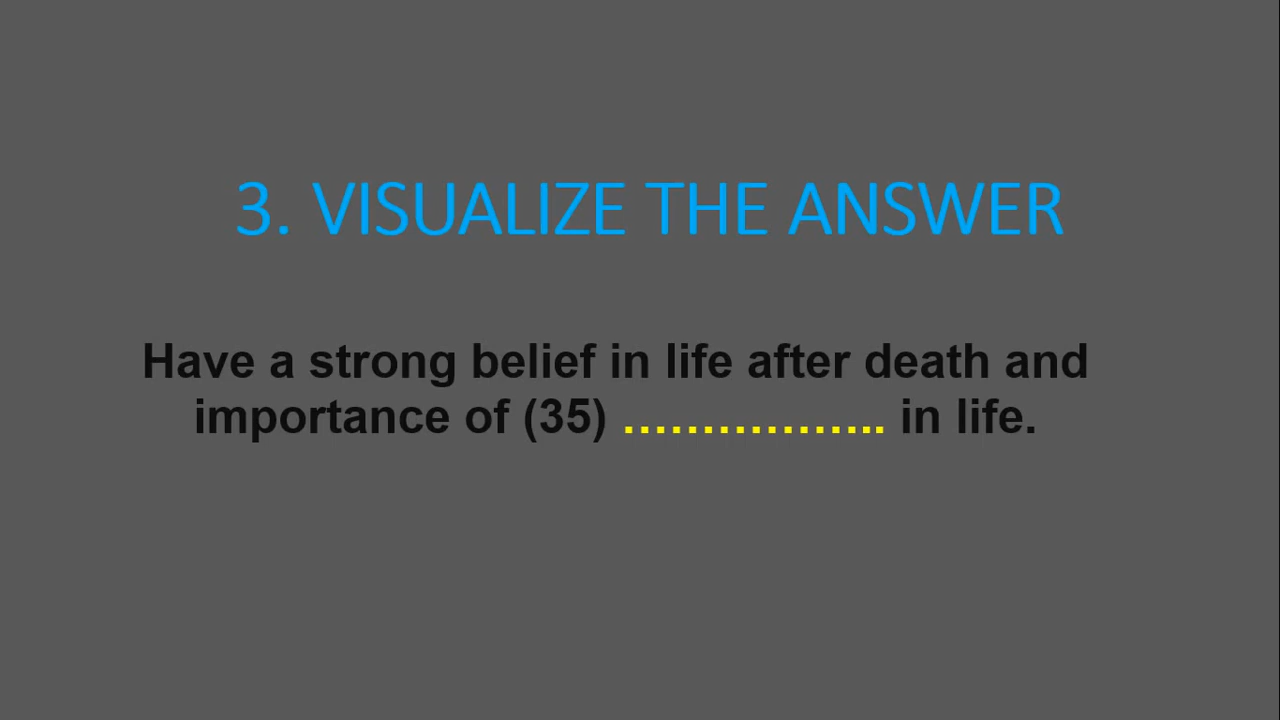 3. VISUALIZE THE ANSWER
Have a strong belief in life after death and
importance of (35) …………….. in life.